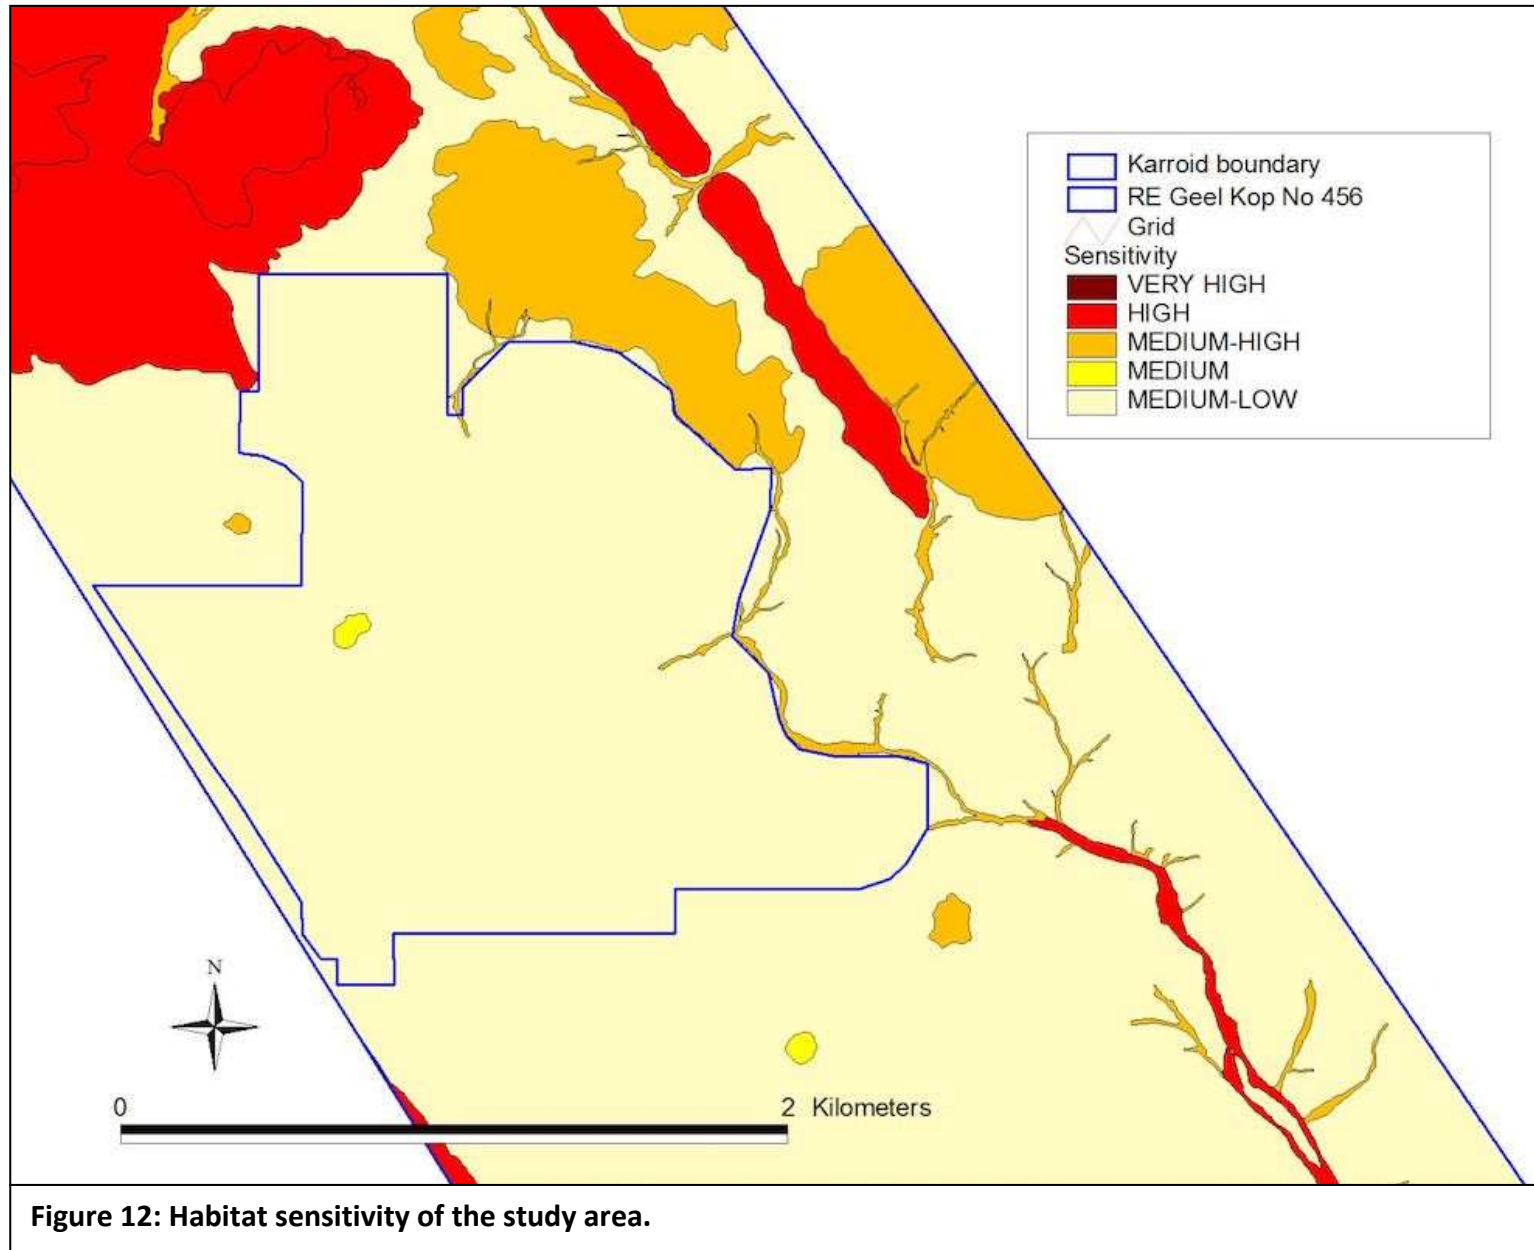 Karroid boundary
RE Geel Kop No 456
Grid
Sensitivity
VERY HIGH
HIGH
MEDIUM-HIGH
MEDIUM
MEDIUM-LOW
N
0 2 Kilometers
Figure 12: Habitat sensitivity of the study area.